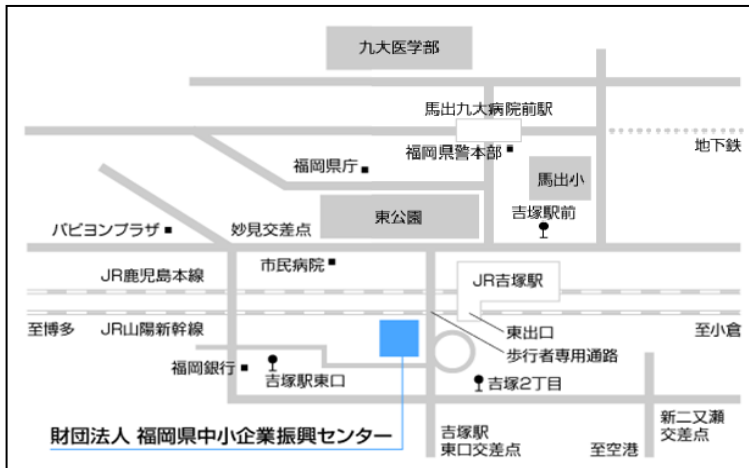 九大医学部
馬出九大病院前駅
地下鉄
福岡県警本部
福岡県庁
馬出小
東公園
吉塚駅前
パピヨンプラザ
妙見交差点
市民病院
JR鹿児島本線
JR吉塚駅
至博多
JR山陽新幹線
東出口
至小倉
歩行者専用通路
福岡銀行
吉塚駅東口
吉塚2丁目
財団法人 福岡県中小企業振興センター
吉塚駅
東口交差点
至空港
新二又瀬
交差点